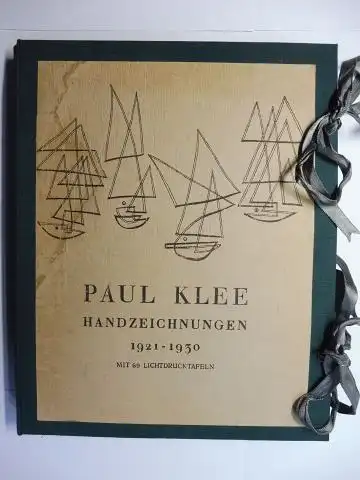 PAUL KLEE
HANDZEICHNUNGEN
1921-1930
MIT 69 LICHTDRUCKTAFELN